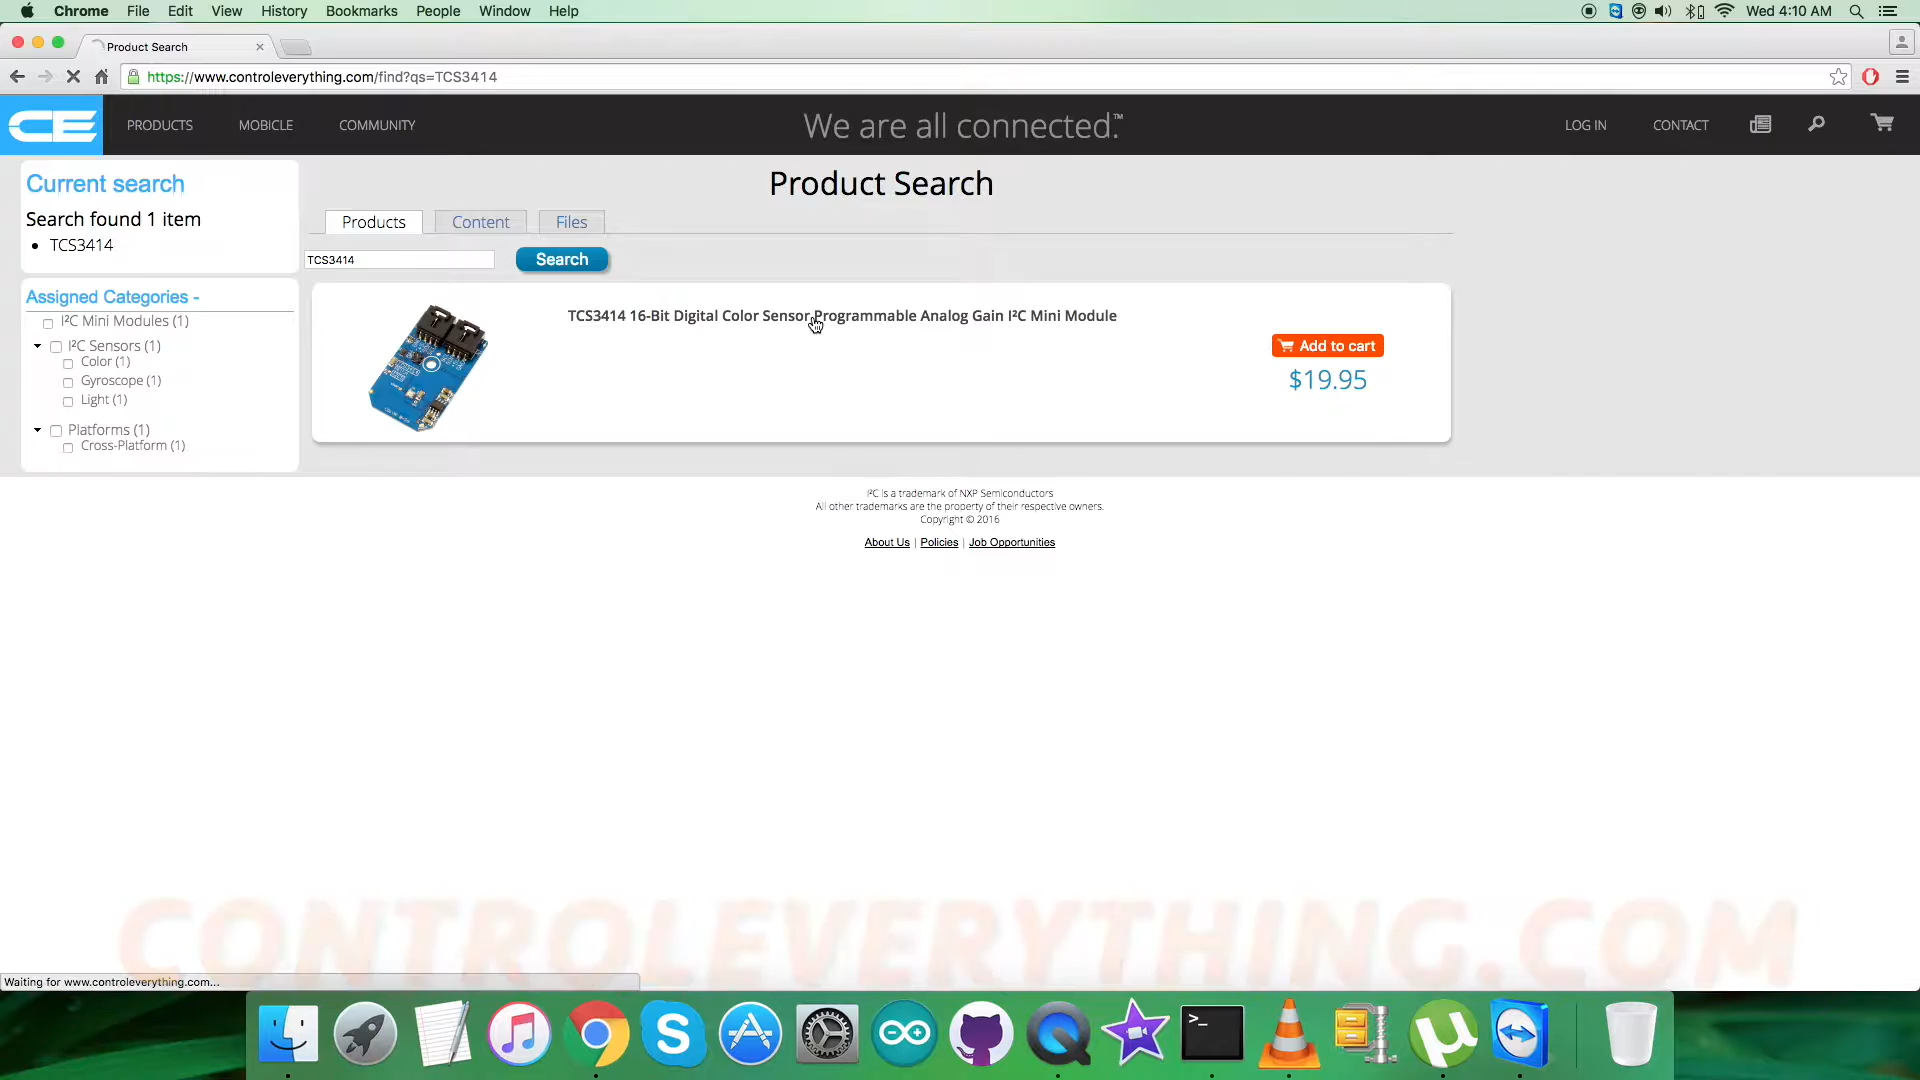 Chrome File Edit View History Bookmarks People Window Help Wed 4:10 AM
Product Search
https://www.controleverything.com/find?qs=TCS3414
CE PRODUCTS MOBICLE COMMUNITY We are all connected.™ LOG IN CONTACT
Current search
Search found 1 item
• TCS3414
Assigned Categories -
I²C Mini Modules (1)
I²C Sensors (1)
Color (1)
Gyroscope (1)
Light (1)
Platforms (1)
Cross-Platform (1)
Product Search
Products Content Files
TCS3414 Search
TCS3414 16-Bit Digital Color Sensor Programmable Analog Gain I²C Mini Module
Add to cart
$19.95
I²C is a trademark of NXP Semiconductors
All other trademarks are the property of their respective owners.
Copyright © 2016
About Us | Policies | Job Opportunities
CONTROLEVERYTHING.COM
Waiting for www.controleverything.com...